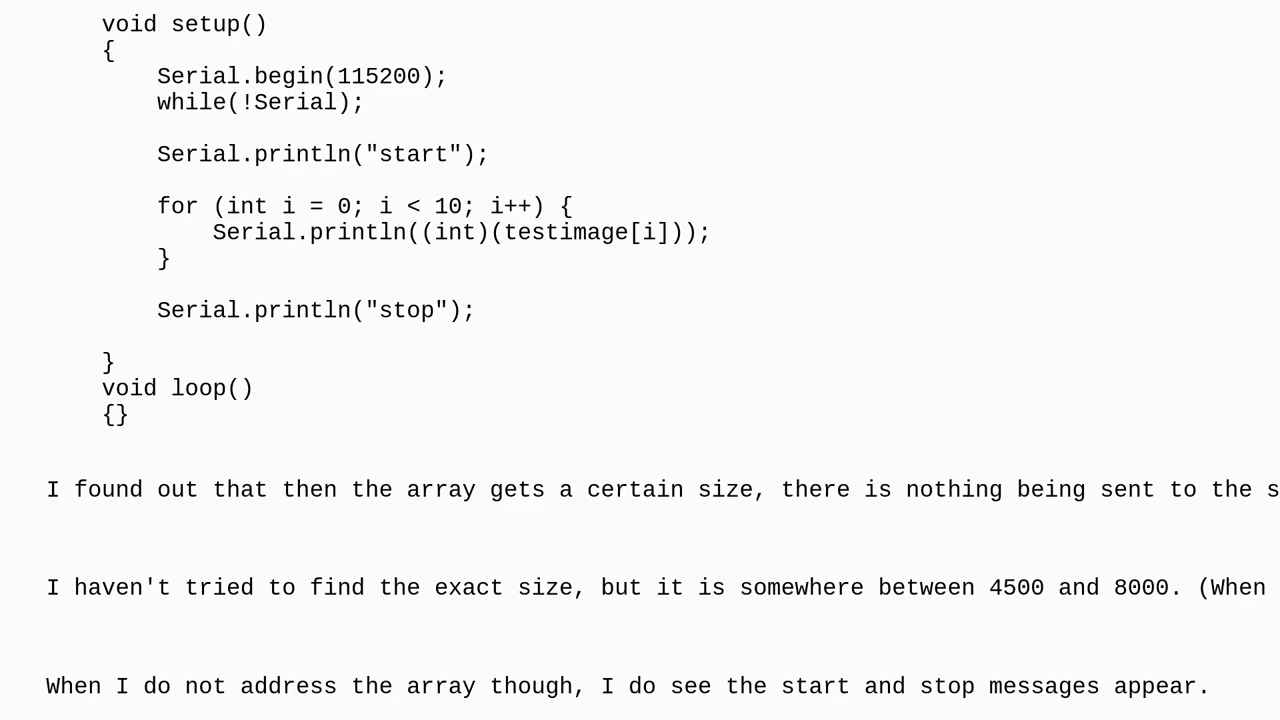 void setup()
{
Serial.begin(115200);
while(!Serial);
Serial.println("start");
for (int i = 0; i < 10; i++) {
Serial.println((int)(testimage[i]));
}
Serial.println("stop");
}
void loop()
{}
I found out that then the array gets a certain size, there is nothing being sent to the s
I haven't tried to find the exact size, but it is somewhere between 4500 and 8000. (When
When I do not address the array though, I do see the start and stop messages appear.